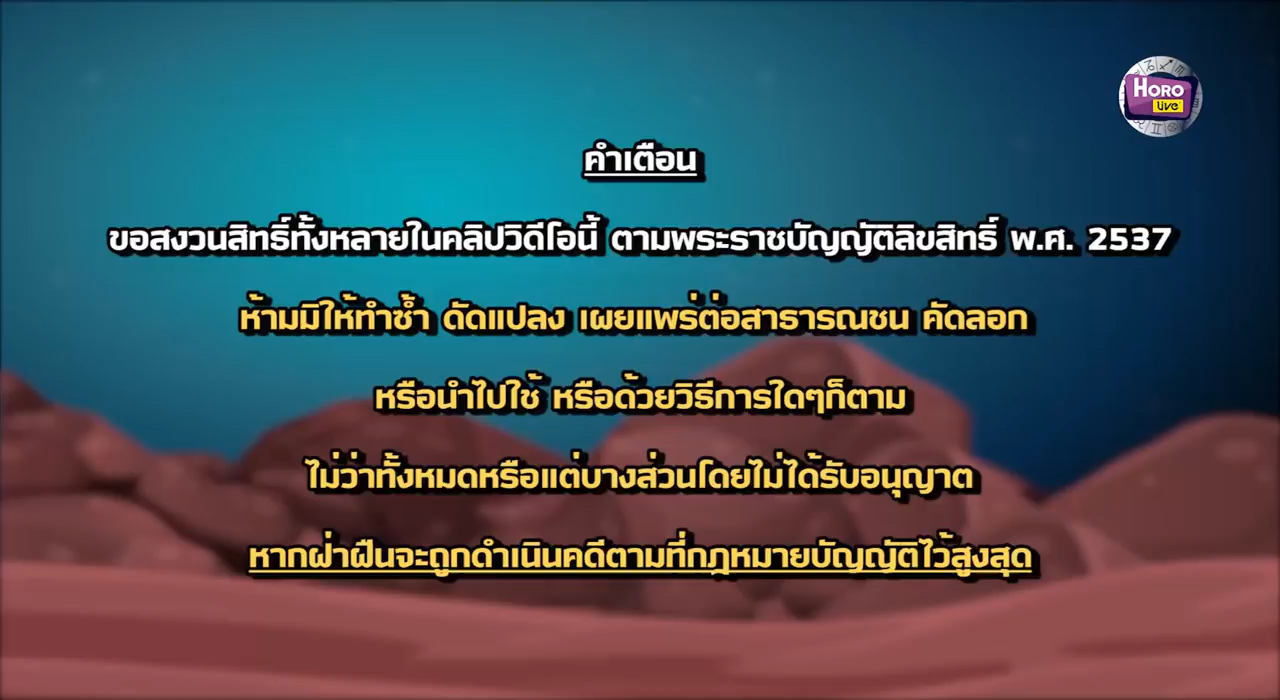 HORO
live
คำเตือน
ขอสงวนสิทธิ์ทั้งหลายในคลิปวิดีโอนี้ ตามพระราชบัญญัติลิขสิทธิ์ พ.ศ. 2537
ห้ามมิให้ทำซ้ำ ดัดแปลง เผยแพร่ต่อสาธารณชน คัดลอก
หรือนำไปใช้ หรือด้วยวิธีการใดๆก็ตาม
ไม่ว่าทั้งหมดหรือแต่บางส่วนโดยไม่ได้รับอนุญาต
หากฝ่าฝืนจะถูกดำเนินคดีตามที่กฎหมายบัญญัติไว้สูงสุด